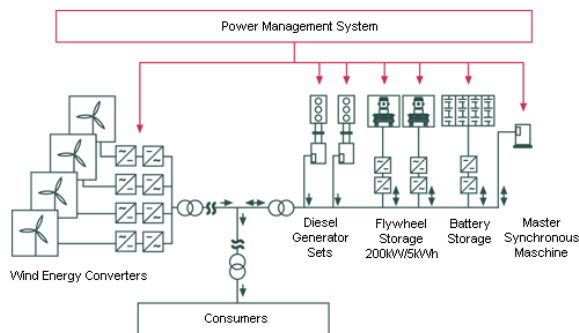 Power Management System
Wind Energy Converters
Diesel
Generator
Sets
Flywheel
Storage
200kW/5kWh
Battery
Storage
Master
Synchronous
Maschine
Consumers